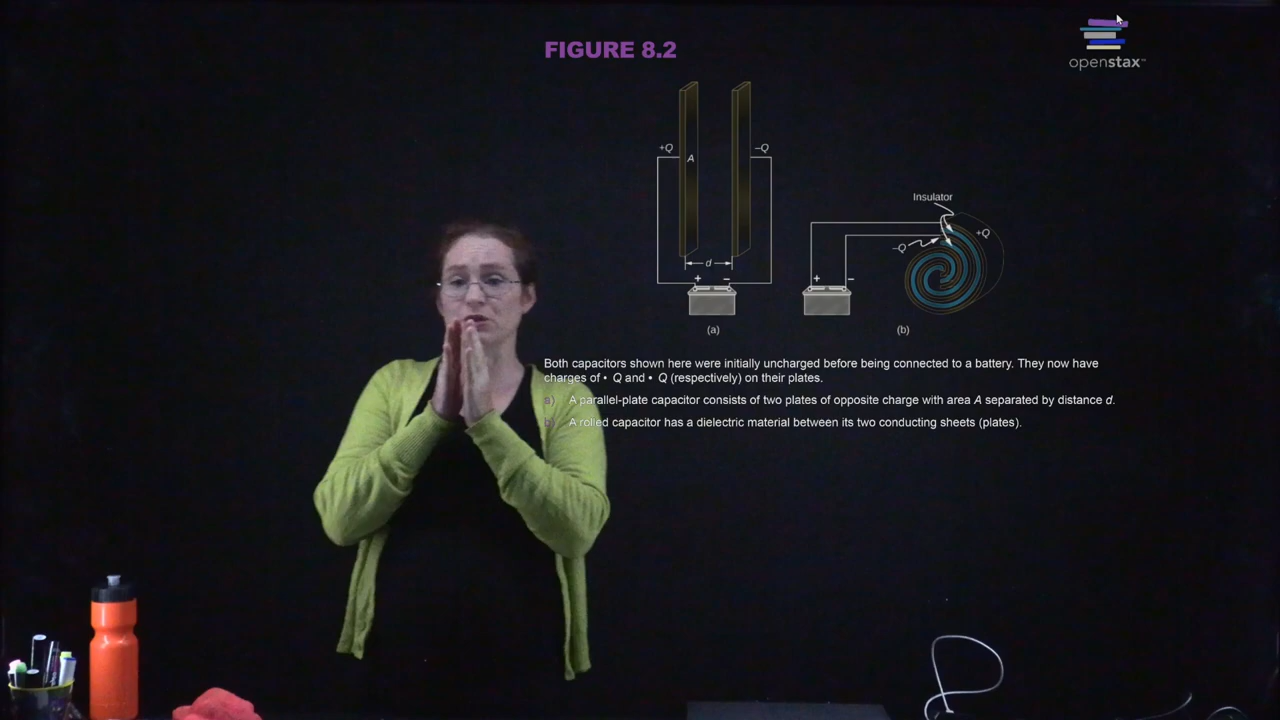 FIGURE 8.2
openstax™
+Q
–Q
A
d
+ –
(a)
Insulator
+Q
–Q
+ –
(b)
Both capacitors shown here were initially uncharged before being connected to a battery. They now have
charges of • Q and • Q (respectively) on their plates.
a) A parallel-plate capacitor consists of two plates of opposite charge with area A separated by distance d.
b) A rolled capacitor has a dielectric material between its two conducting sheets (plates).